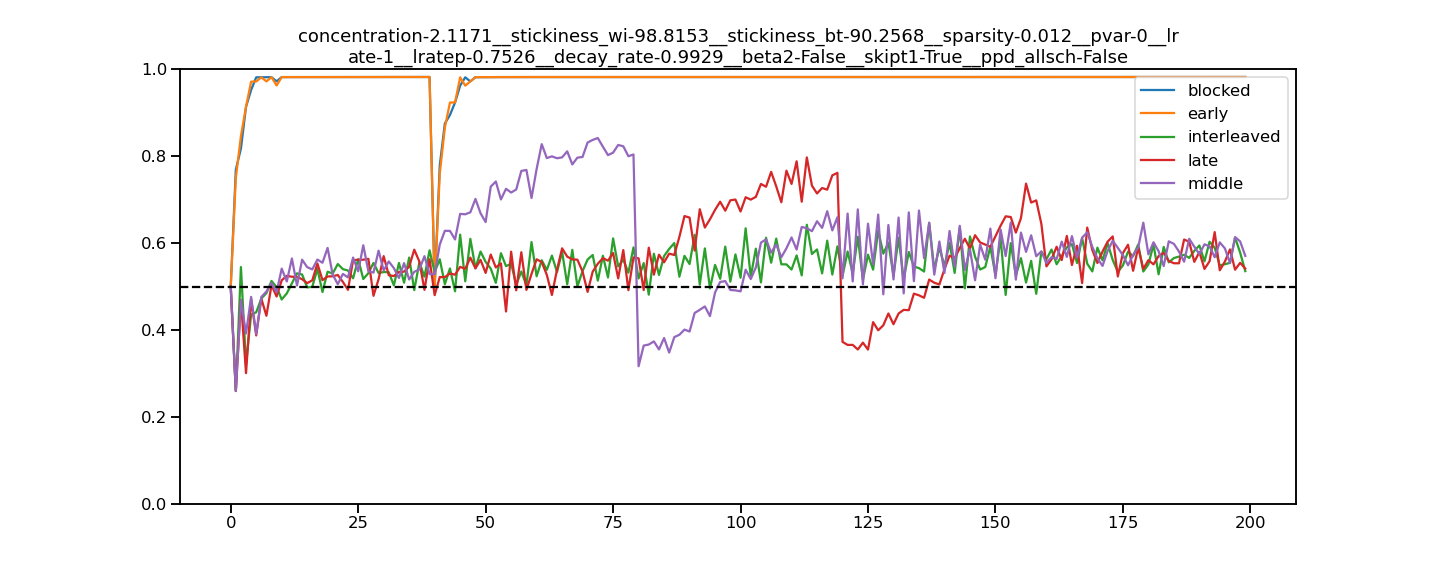 concentration-2.1171__stickiness_wi-98.8153__stickiness_bt-90.2568__sparsity-0.012__pvar-0__lr
ate-1__lratep-0.7526__decay_rate-0.9929__beta2-False__skipt1-True__ppd_allsch-False
1.0
0.8
0.6
0.4
0.2
0.0
blocked
early
interleaved
late
middle
0 25 50 75 100 125 150 175 200